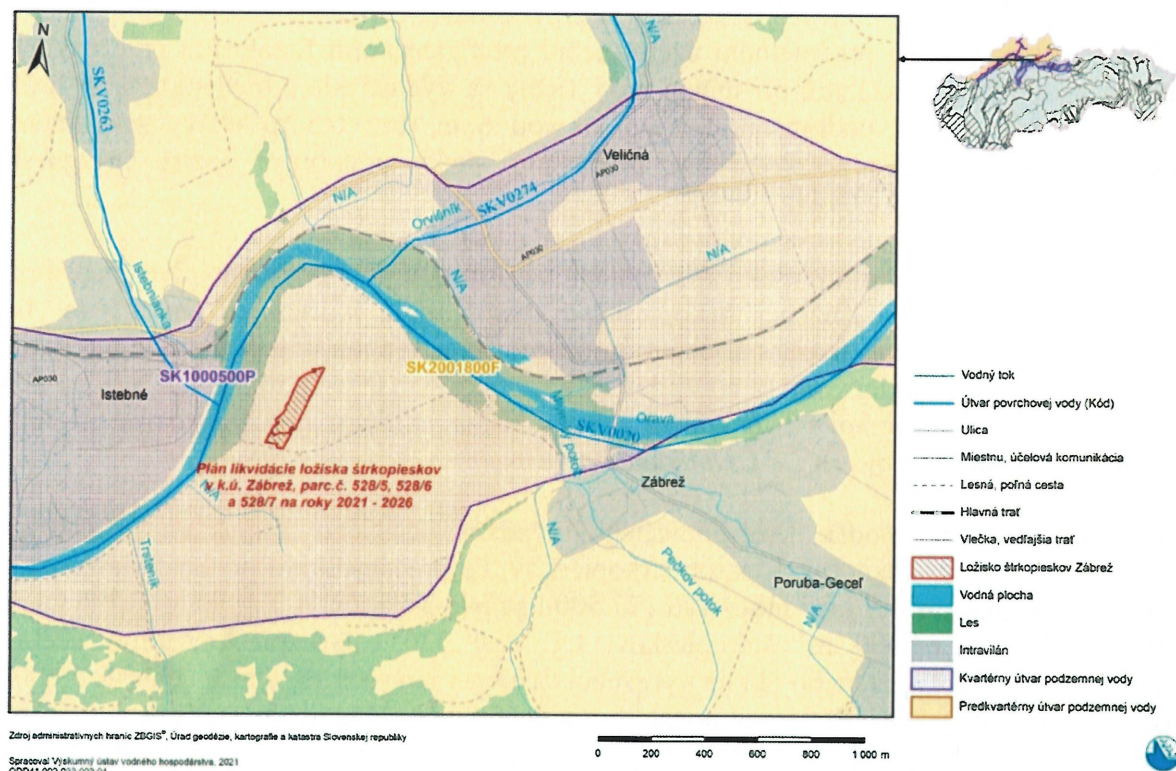 N
SKV0263
N/A
Veličná
AP030
SKV0274
Orvišník
N/A
N/A
AP030
N/A
Istebnianka
SK1000500P
SK2001800F
AP030
Istebné
Orava
SKV0020
Plán likvidácie ložiska štrkopieskov
v k.ú. Zábrež, parc.č. 528/5, 528/6
a 528/7 na roky 2021 - 2026
N/A
potok
Zábrež
N/A
Trsteník
Pečkov potok
Poruba-Geceľ
N/A
Vodný tok
Útvar povrchovej vody (Kód)
Ulica
Miestnu, účelová komunikácia
Lesná, poľná cesta
Hlavná trať
Vlečka, vedľajšia trať
Ložisko štrkopieskov Zábrež
Vodná plocha
Les
Intravilán
Kvartérny útvar podzemnej vody
Predkvartérny útvar podzemnej vody
Zdroj administratívnych hraníc ZBGIS®, Úrad geodézie, kartografie a katastra Slovenskej republiky
Spracoval Výskumný ústav vodného hospodárstva, 2021
0 200 400 600 800 1 000 m